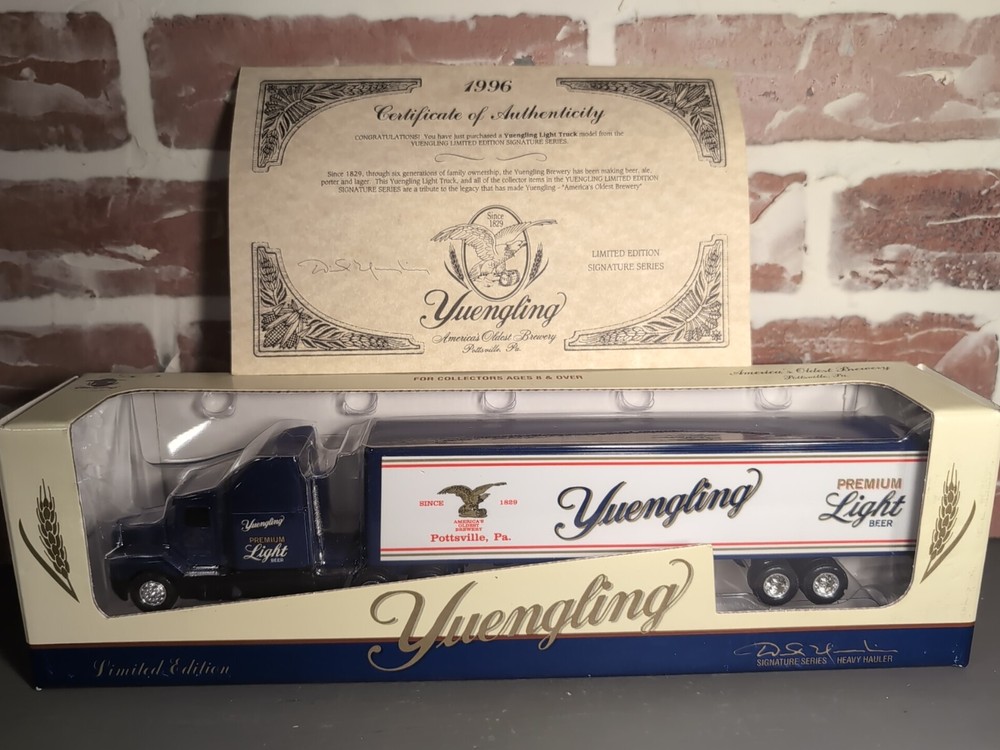 1996
Certificate of Authenticity
CONGRATULATIONS! You have just purchased a Yuengling Light Truck model from the
YUENGLING LIMITED EDITION SIGNATURE SERIES.
Since 1829, through six generations of family ownership, the Yuengling Brewery has been making beer, ale,
porter and lager. This Yuengling Light Truck, and all of the collector items in the YUENGLING LIMITED EDITION
SIGNATURE SERIES are a tribute to the legacy that has made Yuengling - "America's Oldest Brewery"
Since
1829
LIMITED EDITION
SIGNATURE SERIES
Yuengling
America's Oldest Brewery
Pottsville, Pa.
FOR COLLECTORS AGES 8 & OVER
America's Oldest Brewery
Pottsville, Pa.
SINCE 1829
AMERICA'S
OLDEST
BREWERY
Pottsville, Pa.
Yuengling
PREMIUM
Light
BEER
Yuengling
PREMIUM
Light
BEER
Yuengling
Limited Edition
SIGNATURE SERIES HEAVY HAULER